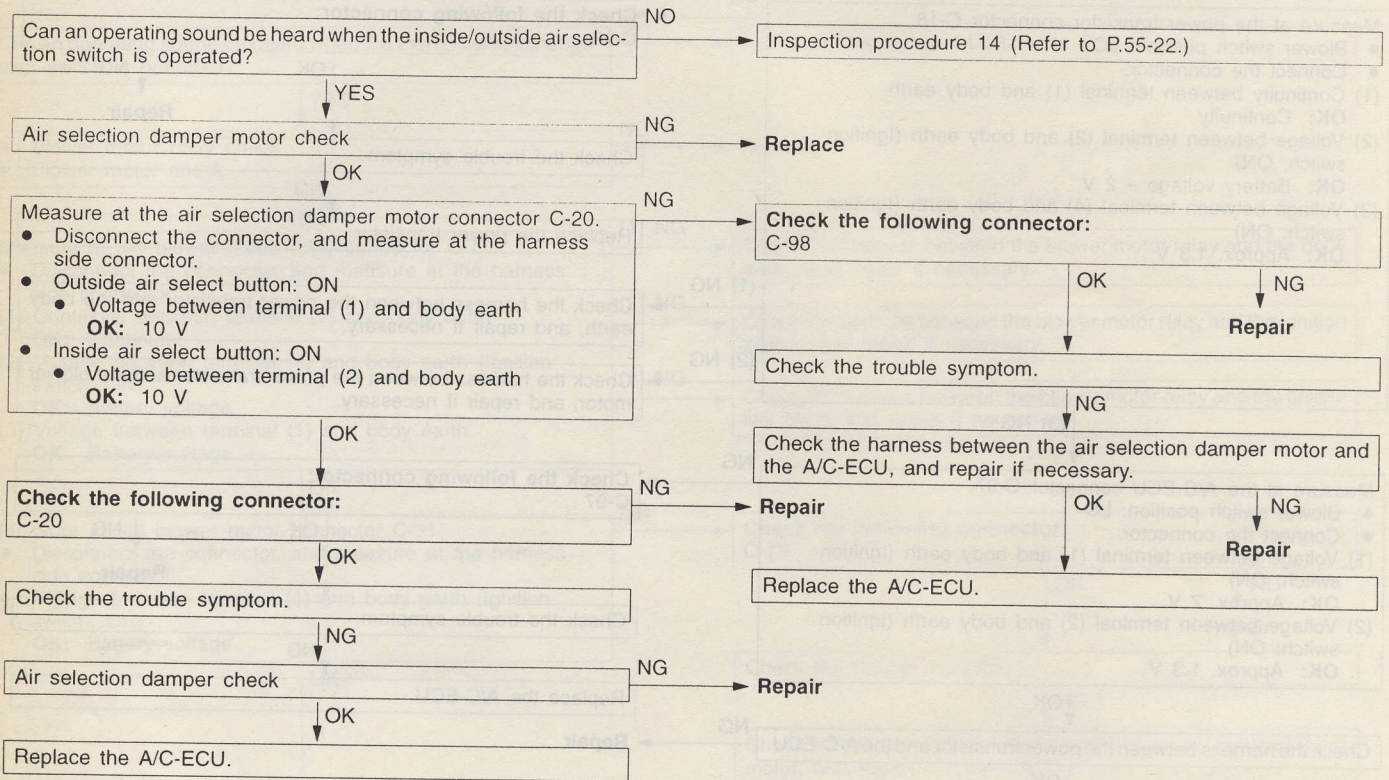 Can an operating sound be heard when the inside/outside air selec-
tion switch is operated?
NO
Inspection procedure 14 (Refer to P.55-22.)
YES
Air selection damper motor check
NG
Replace
OK
Measure at the air selection damper motor connector C-20.
● Disconnect the connector, and measure at the harness
side connector.
● Outside air select button: ON
● Voltage between terminal (1) and body earth
OK: 10 V
● Inside air select button: ON
● Voltage between terminal (2) and body earth
OK: 10 V
NG
Check the following connector:
C-98
OK
NG
Repair
Check the trouble symptom.
NG
Check the harness between the air selection damper motor and
the A/C-ECU, and repair if necessary.
OK
NG
Repair
Replace the A/C-ECU.
OK
Check the following connector:
C-20
NG
Repair
OK
Check the trouble symptom.
NG
Air selection damper check
NG
Repair
OK
Replace the A/C-ECU.